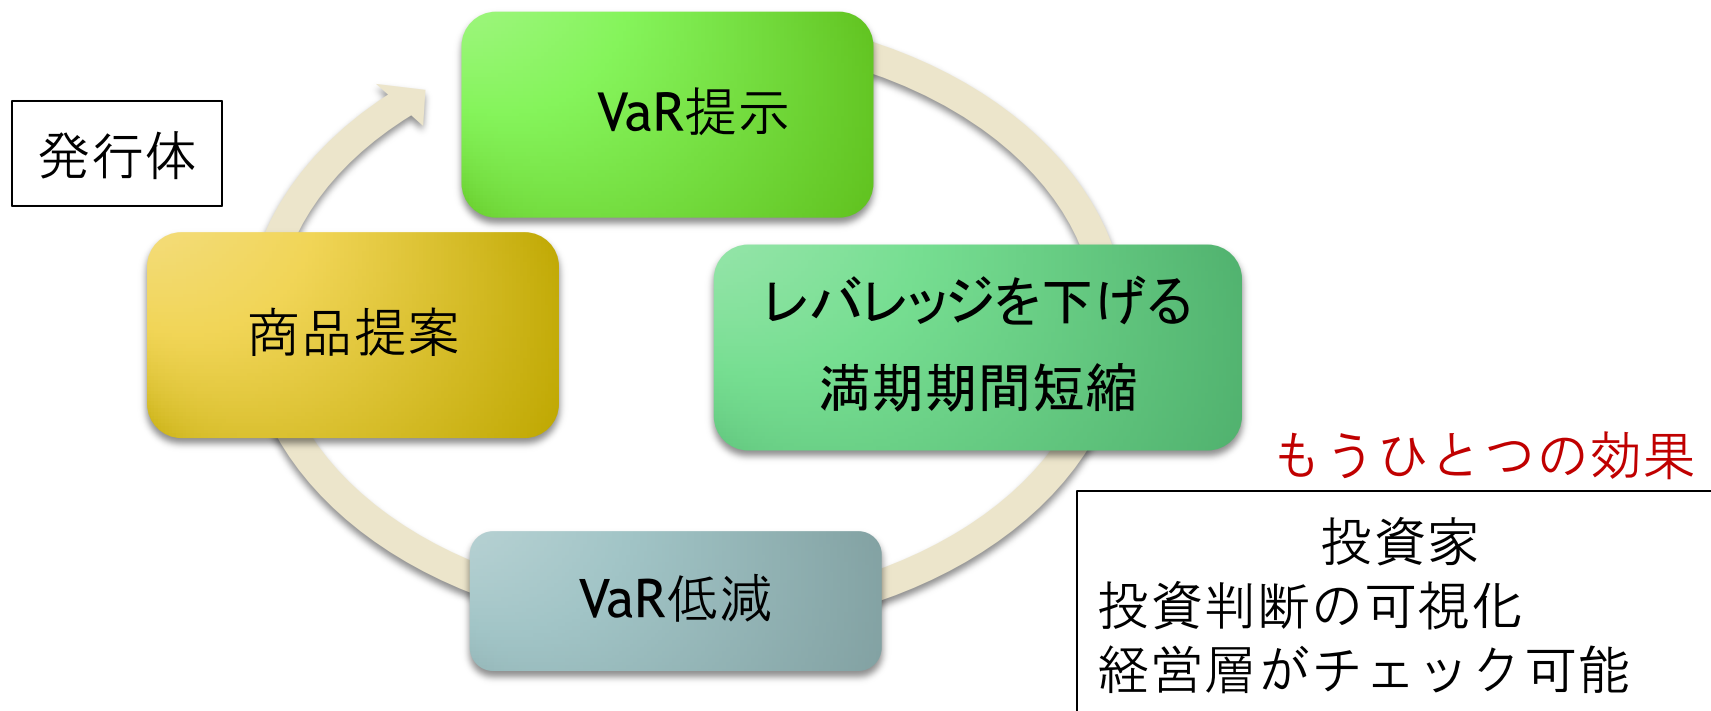 VaR提示
発行体
商品提案
レバレッジを下げる
満期期間短縮
VaR低減
もうひとつの効果
投資家
投資判断の可視化
経営層がチェック可能